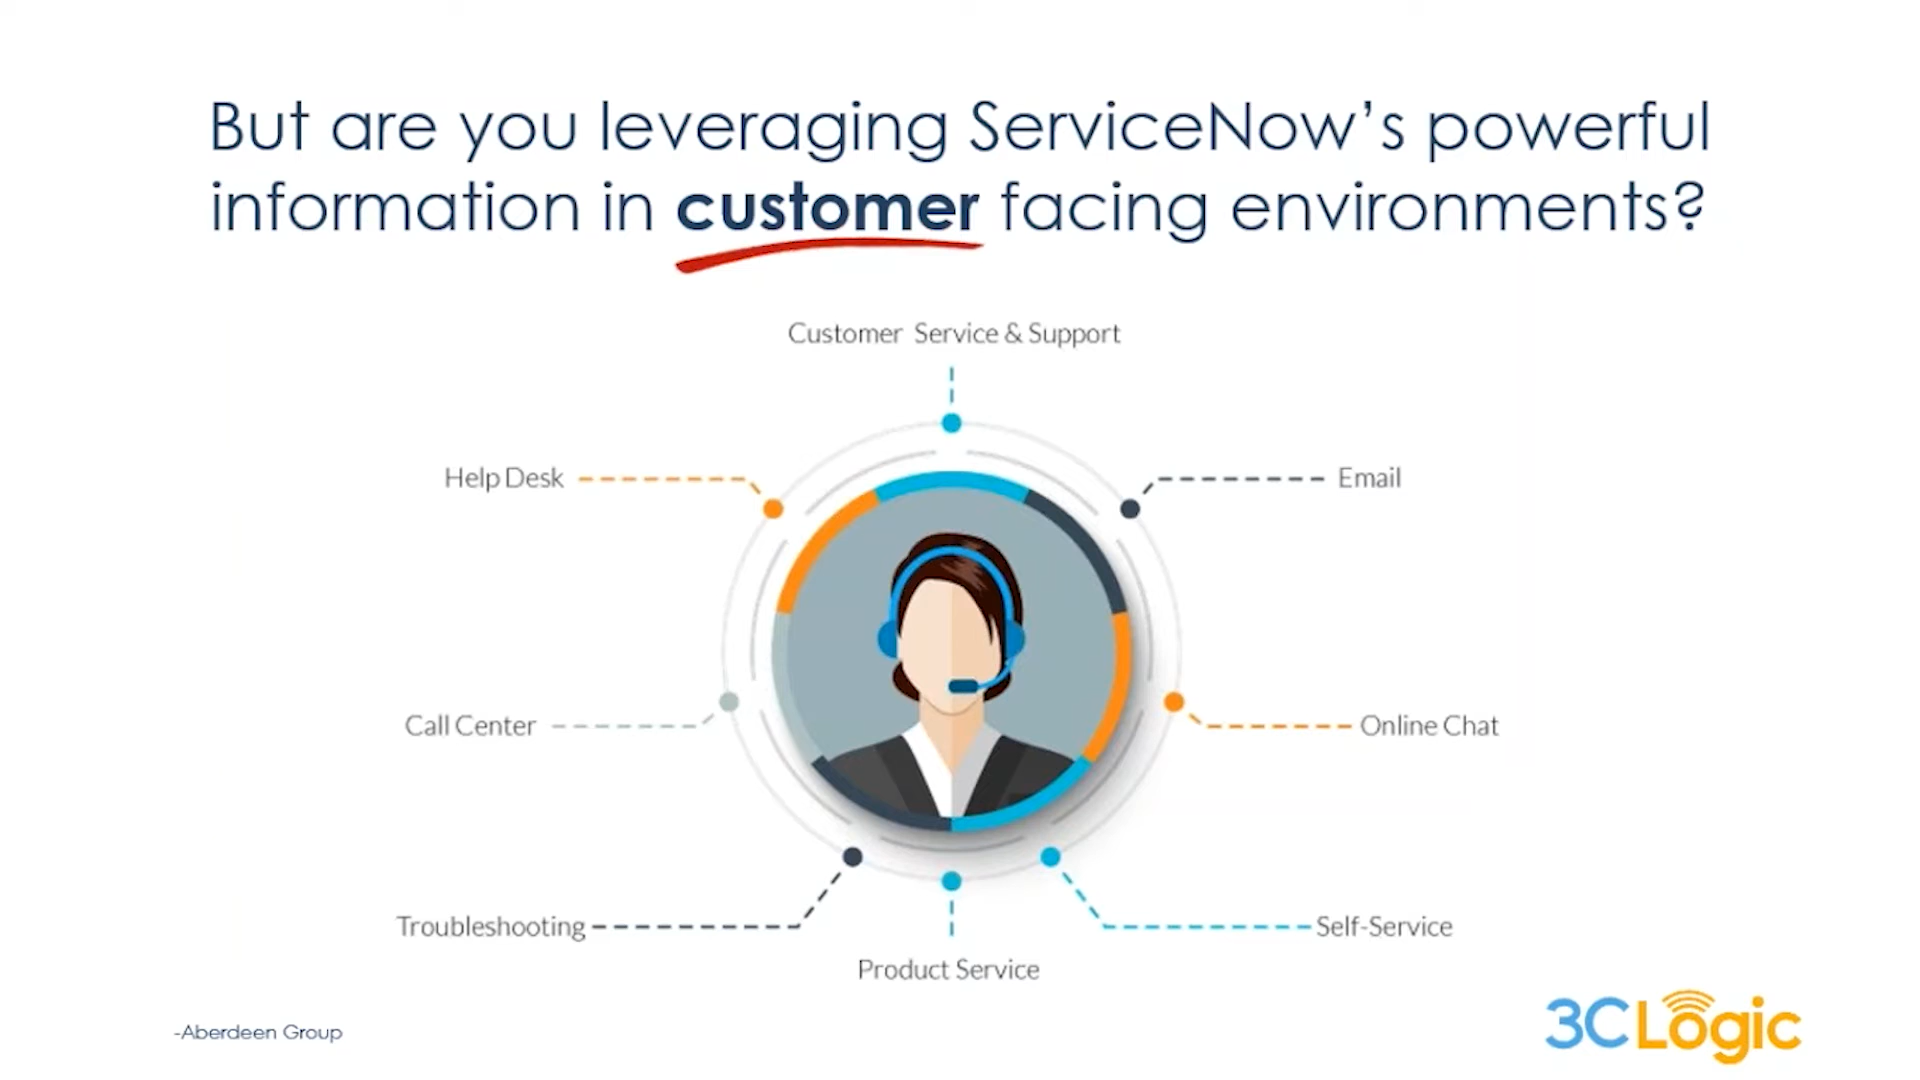 But are you leveraging ServiceNow’s powerful
information in customer facing environments?
Customer Service & Support
Help Desk
Email
Call Center
Online Chat
Troubleshooting
Self-Service
Product Service
-Aberdeen Group
3CLogic